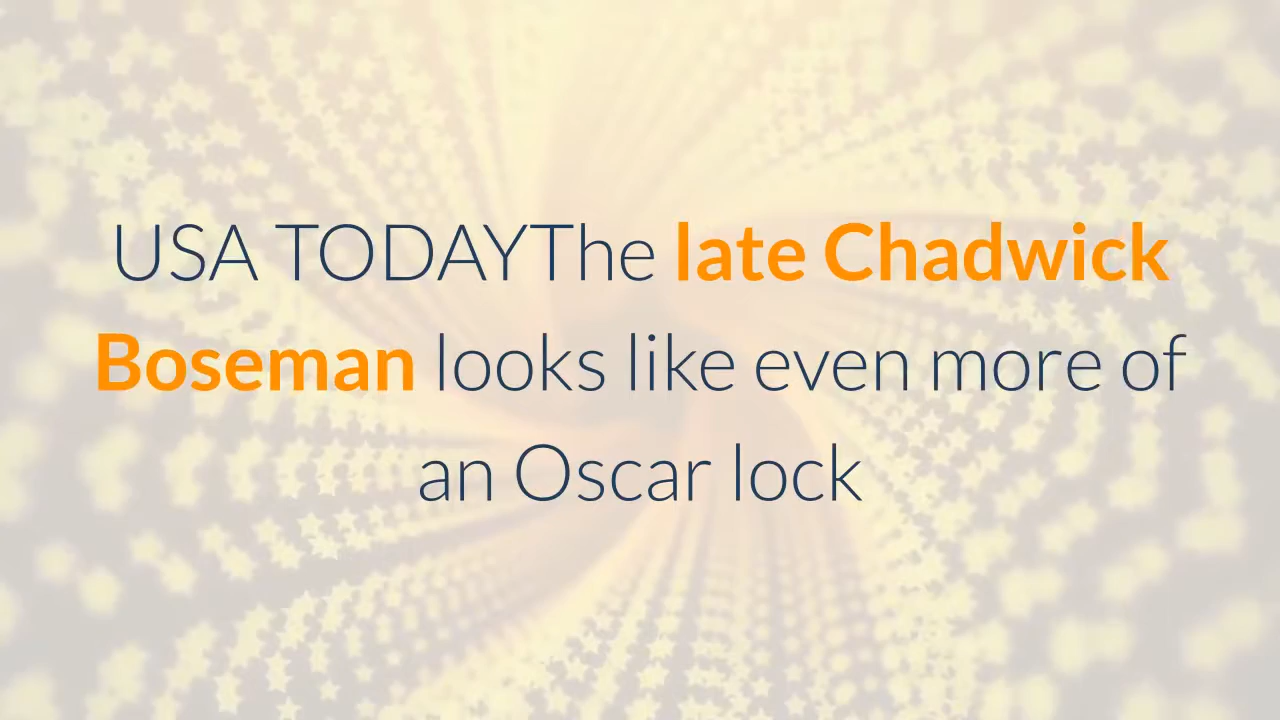 USA TODAYThe late Chadwick
Boseman looks like even more of
an Oscar lock